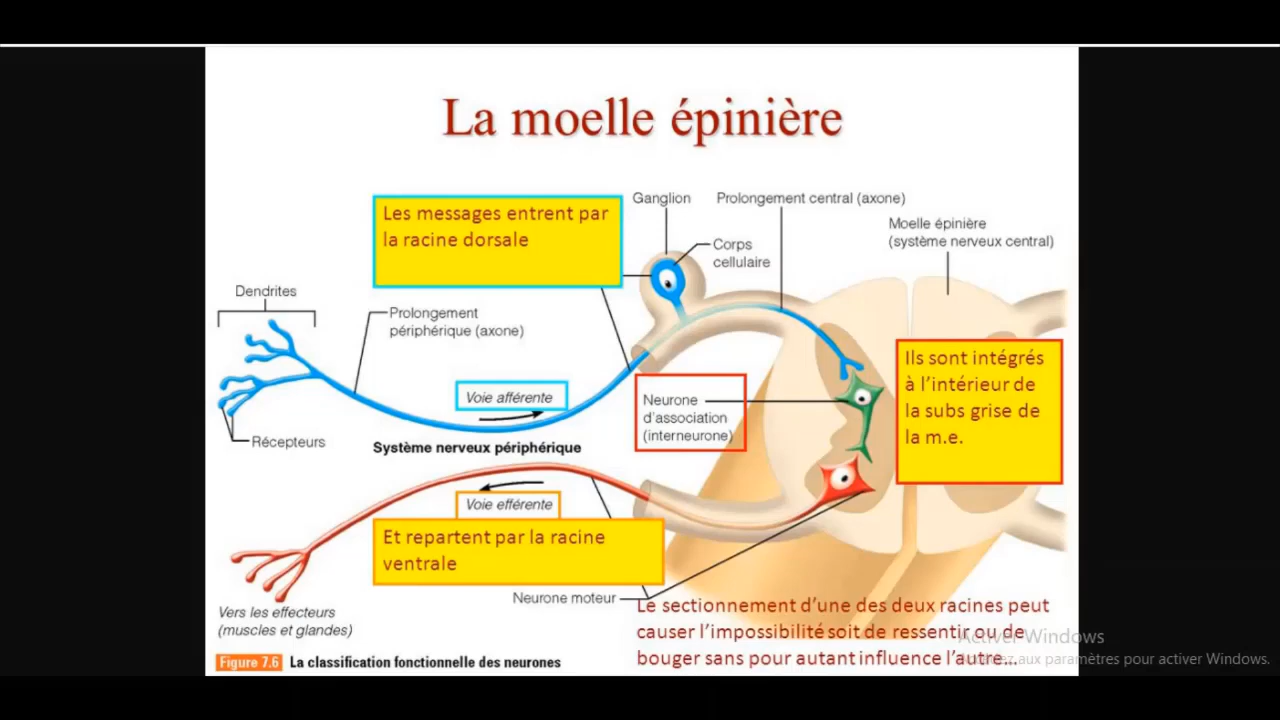 La moelle épinière
Les messages entrent par
la racine dorsale
Ganglion
Prolongement central (axone)
Moelle épinière
(système nerveux central)
Corps
cellulaire
Dendrites
Prolongement
périphérique (axone)
Ils sont intégrés
à l'intérieur de
la subs grise de
la m.e.
Voie afférente
Neurone
d'association
(interneurone)
Récepteurs
Système nerveux périphérique
Voie efférente
Et repartent par la racine
ventrale
Neurone moteur
Vers les effecteurs
(muscles et glandes)
Le sectionnement d'une des deux racines peut
causer l'impossibilité soit de ressentir ou de
bouger sans pour autant influence l'autre...
Figure 7.6 La classification fonctionnelle des neurones
Activer Windows
aux paramètres pour activer Windows.